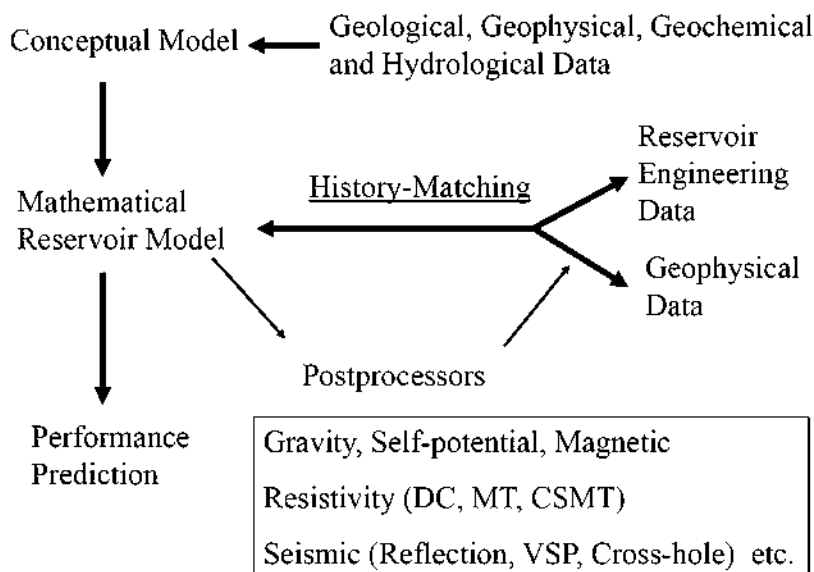 Conceptual Model
Geological, Geophysical, Geochemical
and Hydrological Data
Mathematical
Reservoir Model
History-Matching
Reservoir
Engineering
Data
Geophysical
Data
Postprocessors
Performance
Prediction
Gravity, Self-potential, Magnetic
Resistivity (DC, MT, CSMT)
Seismic (Reflection, VSP, Cross-hole) etc.